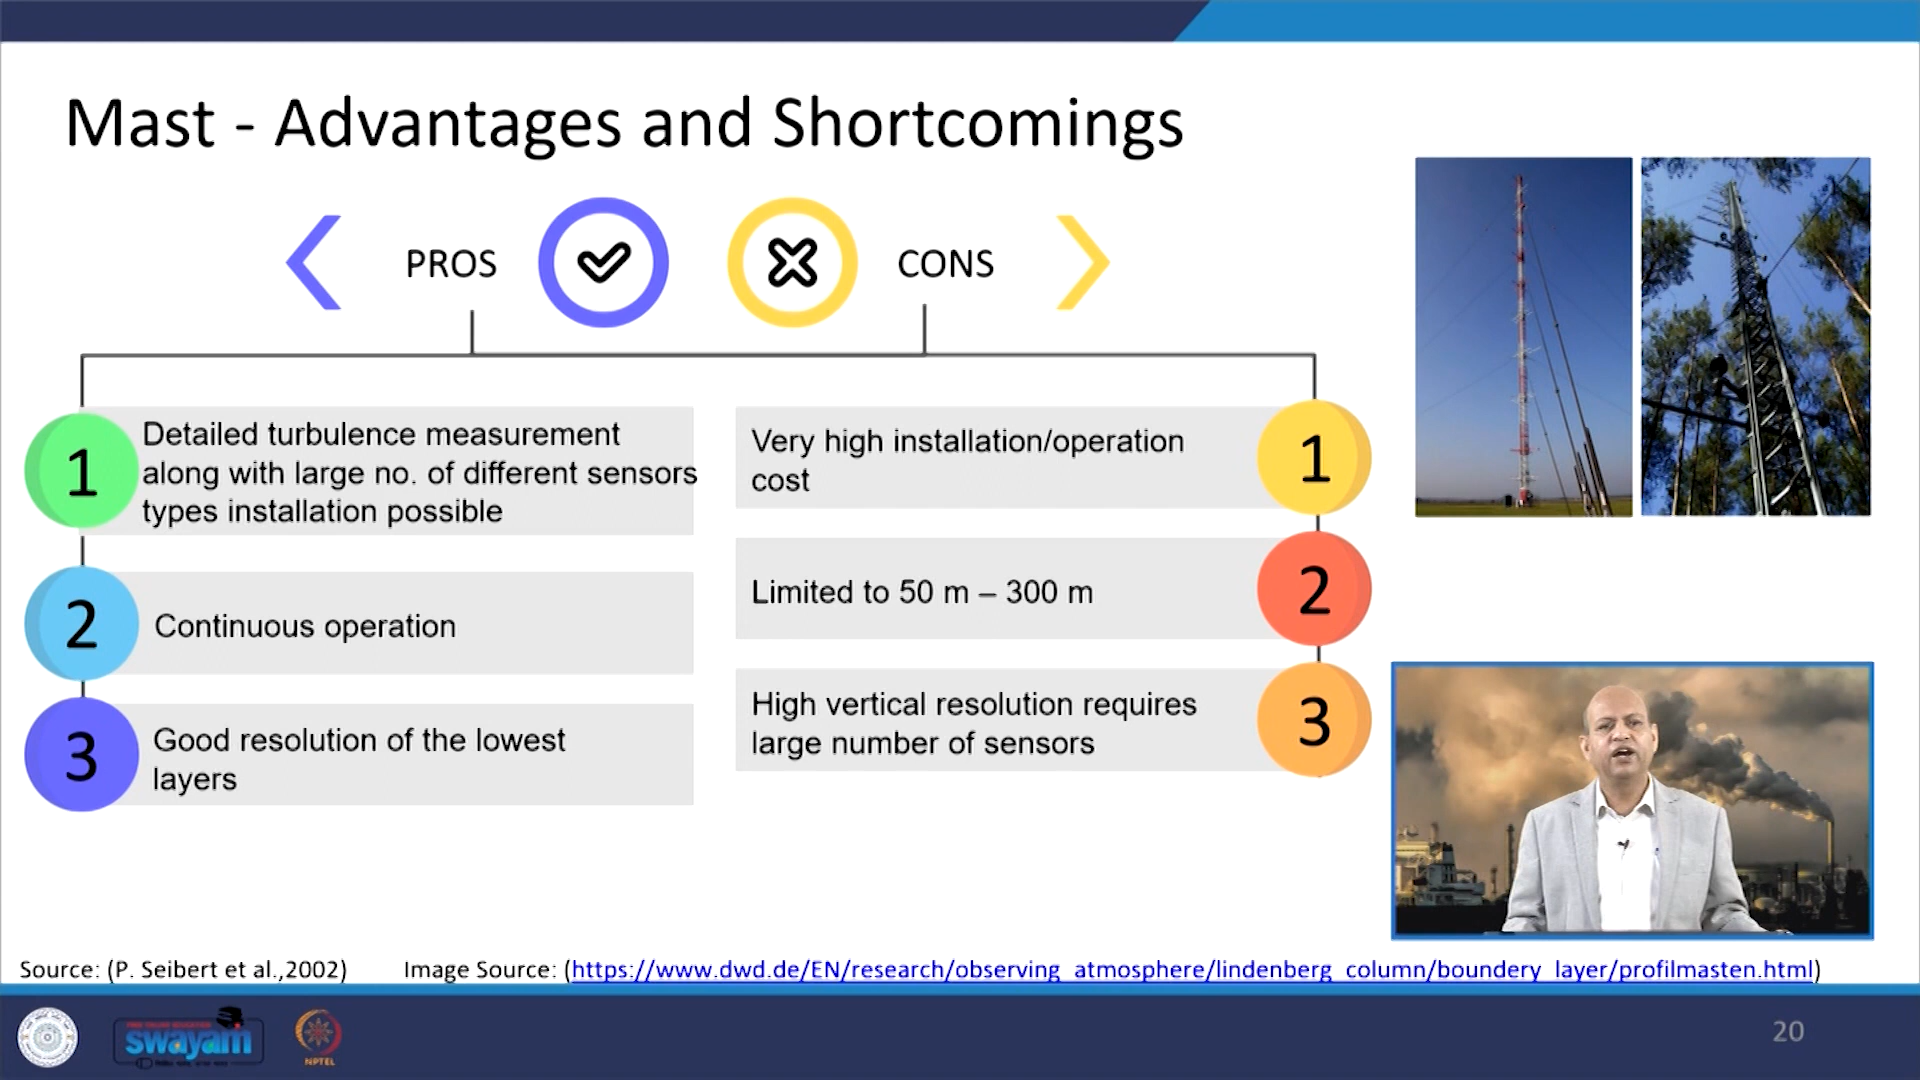 Mast - Advantages and Shortcomings
PROS
CONS
1
Detailed turbulence measurement
along with large no. of different sensors
types installation possible
2
Continuous operation
3
Good resolution of the lowest
layers
Very high installation/operation
cost
1
Limited to 50 m – 300 m
2
High vertical resolution requires
large number of sensors
3
Source: (P. Seibert et al.,2002)
Image Source: (https://www.dwd.de/EN/research/observing_atmosphere/lindenberg_column/boundery_layer/profilmasten.html)
swayam
NPTEL
20